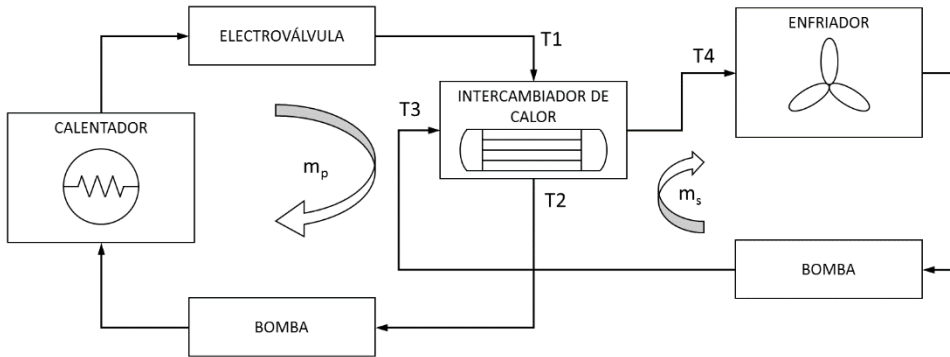 ELECTROVÁLVULA
T1
T4
ENFRIADOR
CALENTADOR
T3
INTERCAMBIADOR DE
CALOR
mp
T2
ms
BOMBA
BOMBA